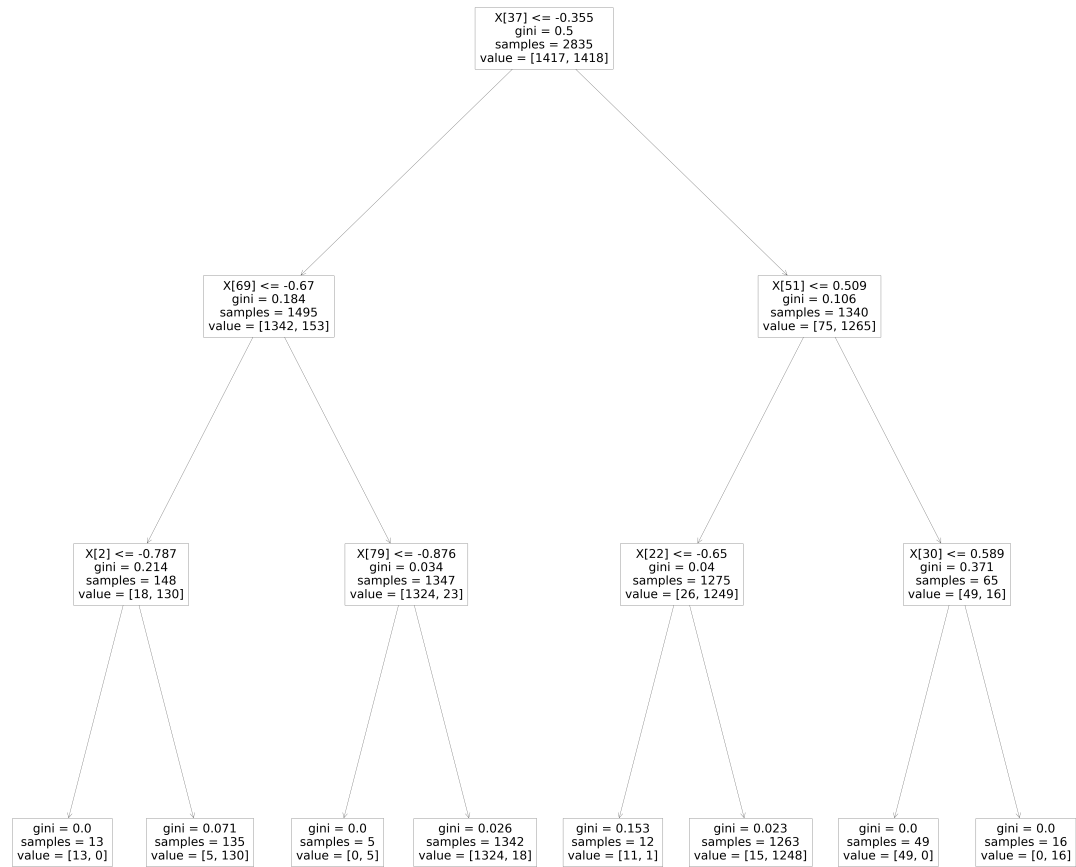 X[37] <= -0.355
gini = 0.5
samples = 2835
value = [1417, 1418]
X[69] <= -0.67
gini = 0.184
samples = 1495
value = [1342, 153]
X[51] <= 0.509
gini = 0.106
samples = 1340
value = [75, 1265]
X[2] <= -0.787
gini = 0.214
samples = 148
value = [18, 130]
X[79] <= -0.876
gini = 0.034
samples = 1347
value = [1324, 23]
X[22] <= -0.65
gini = 0.04
samples = 1275
value = [26, 1249]
X[30] <= 0.589
gini = 0.371
samples = 65
value = [49, 16]
gini = 0.0
samples = 13
value = [13, 0]
gini = 0.071
samples = 135
value = [5, 130]
gini = 0.0
samples = 5
value = [0, 5]
gini = 0.026
samples = 1342
value = [1324, 18]
gini = 0.153
samples = 12
value = [11, 1]
gini = 0.023
samples = 1263
value = [15, 1248]
gini = 0.0
samples = 49
value = [49, 0]
gini = 0.0
samples = 16
value = [0, 16]